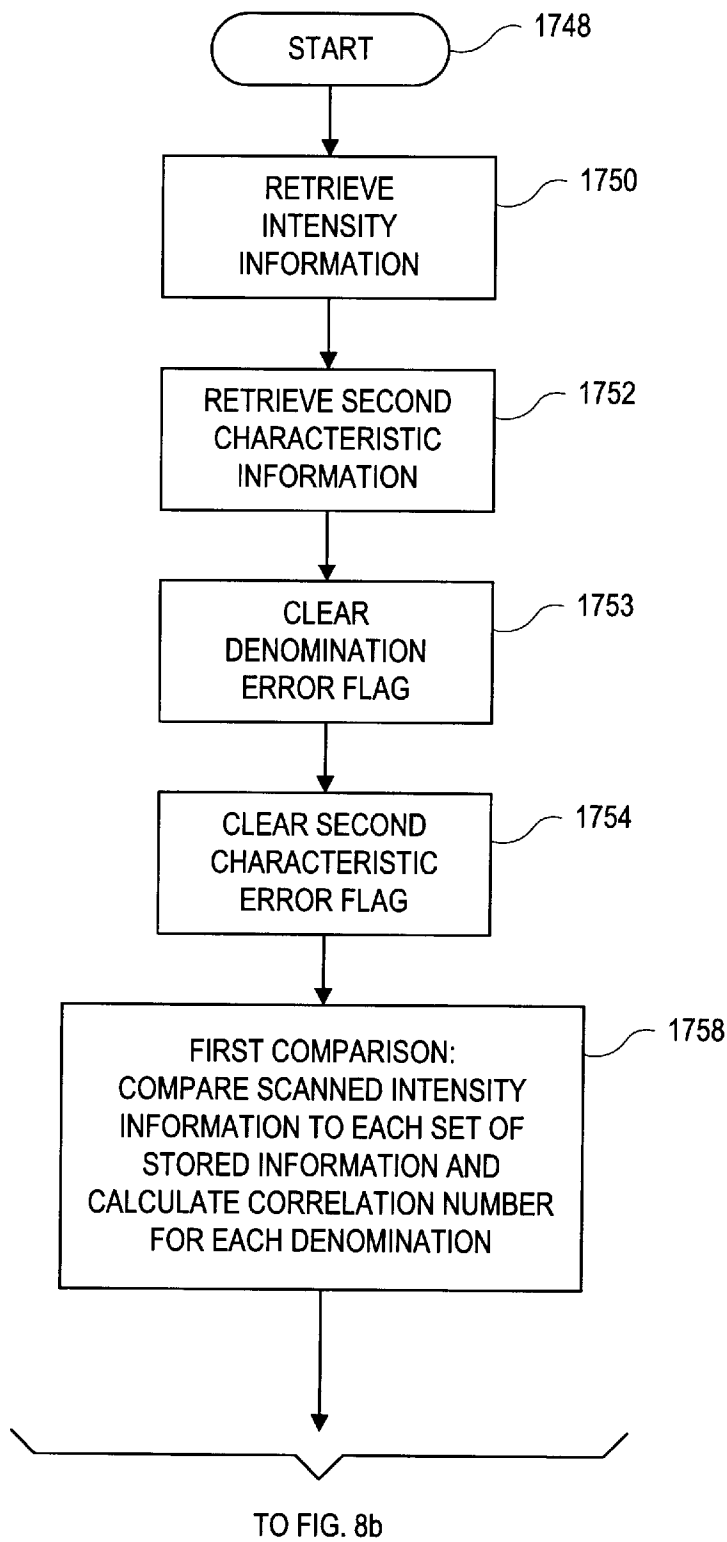 START
1748
RETRIEVE
INTENSITY
INFORMATION
1750
RETRIEVE SECOND
CHARACTERISTIC
INFORMATION
1752
CLEAR
DENOMINATION
ERROR FLAG
1753
CLEAR SECOND
CHARACTERISTIC
ERROR FLAG
1754
FIRST COMPARISON:
COMPARE SCANNED INTENSITY
INFORMATION TO EACH SET OF
STORED INFORMATION AND
CALCULATE CORRELATION NUMBER
FOR EACH DENOMINATION
1758
TO FIG. 8b